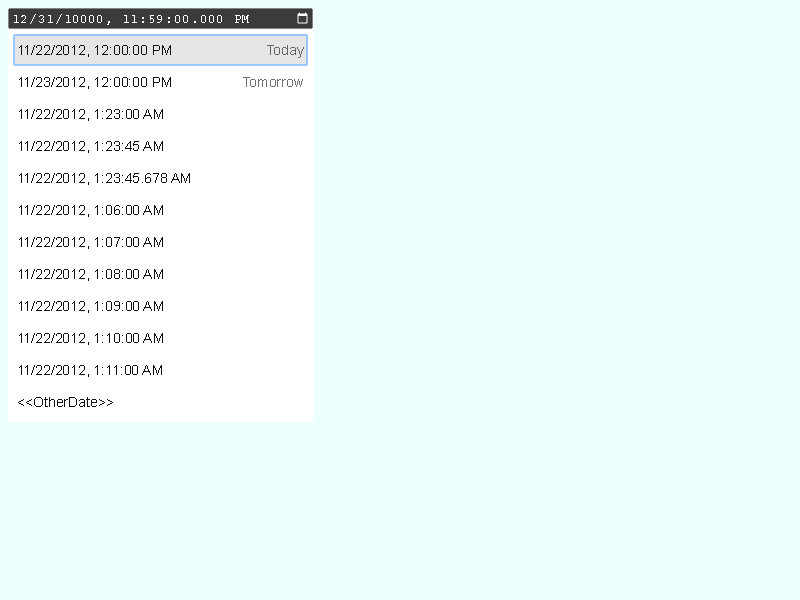 12/31/10000, 11:59:00.000 PM
11/22/2012, 12:00:00 PM Today
11/23/2012, 12:00:00 PM Tomorrow
11/22/2012, 1:23:00 AM
11/22/2012, 1:23:45 AM
11/22/2012, 1:23:45.678 AM
11/22/2012, 1:06:00 AM
11/22/2012, 1:07:00 AM
11/22/2012, 1:08:00 AM
11/22/2012, 1:09:00 AM
11/22/2012, 1:10:00 AM
11/22/2012, 1:11:00 AM
<<OtherDate>>